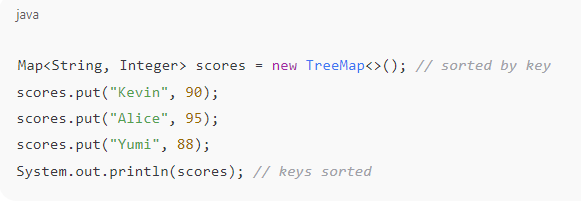 java
Map<String, Integer> scores = new TreeMap<>(); // sorted by key
scores.put("Kevin", 90);
scores.put("Alice", 95);
scores.put("Yumi", 88);
System.out.println(scores); // keys sorted